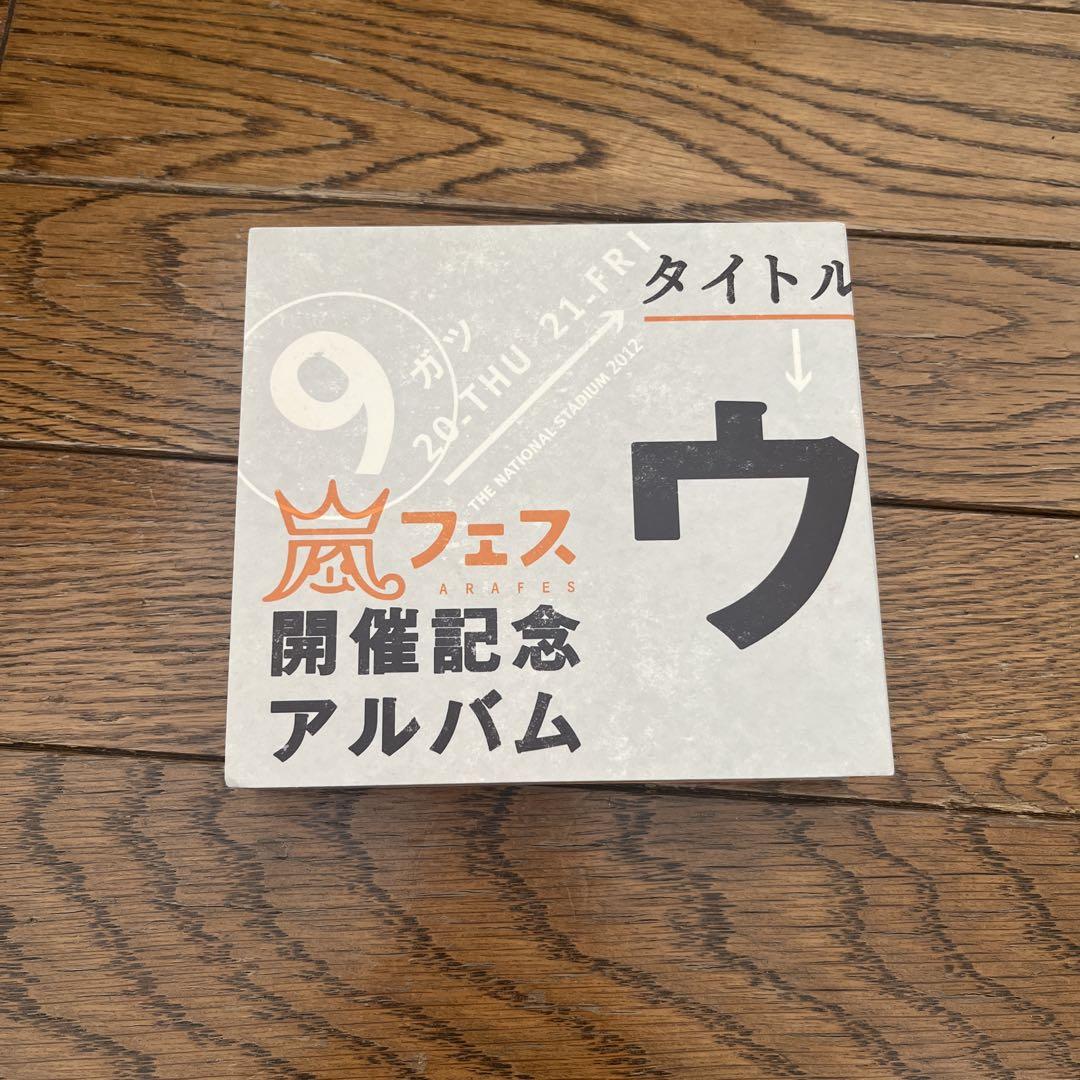 9
ガツ
20-THU 21-FRI
THE NATIONAL STADIUM 2012
タイトル
ウ
嵐フェス
ARAFES
開催記念
アルバム